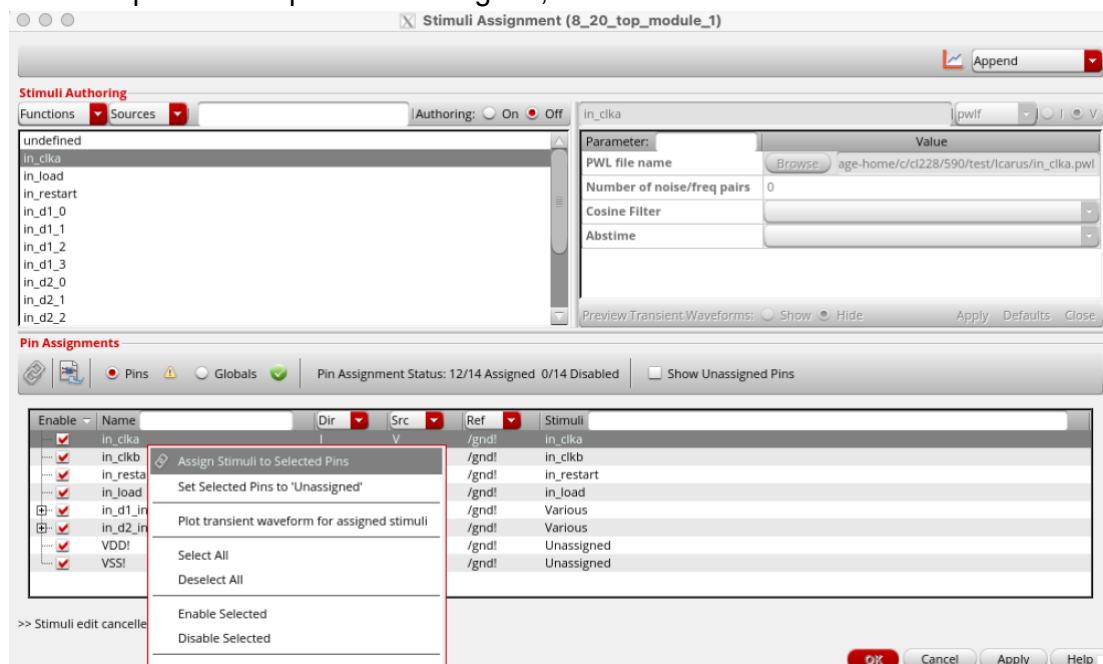 Stimuli Assignment (8_20_top_module_1)
Append
Stimuli Authoring
Functions Sources Authoring: On Off in_clka pwlf I V
undefined
in_clka
in_load
in_restart
in_d1_0
in_d1_1
in_d1_2
in_d1_3
in_d2_0
in_d2_1
in_d2_2
Parameter: Value
PWL file name Browse age-home/c/cl228/590/test/Icarus/in_clka.pwl
Number of noise/freq pairs 0
Cosine Filter
Abstime
Preview Transient Waveforms: Show Hide Apply Defaults Close
Pin Assignments
Pins Globals Pin Assignment Status: 12/14 Assigned 0/14 Disabled Show Unassigned Pins
Enable Name Dir Src Ref Stimuli
in_clka I V /gnd! in_clka
in_clkb /gnd! in_clkb
in_resta /gnd! in_restart
in_load /gnd! in_load
in_d1_in /gnd! Various
in_d2_in /gnd! Various
VDD! /gnd! Unassigned
VSS! /gnd! Unassigned
Assign Stimuli to Selected Pins
Set Selected Pins to 'Unassigned'
Plot transient waveform for assigned stimuli
Select All
Deselect All
Enable Selected
Disable Selected
>> Stimuli edit cancelle
OK Cancel Apply Help